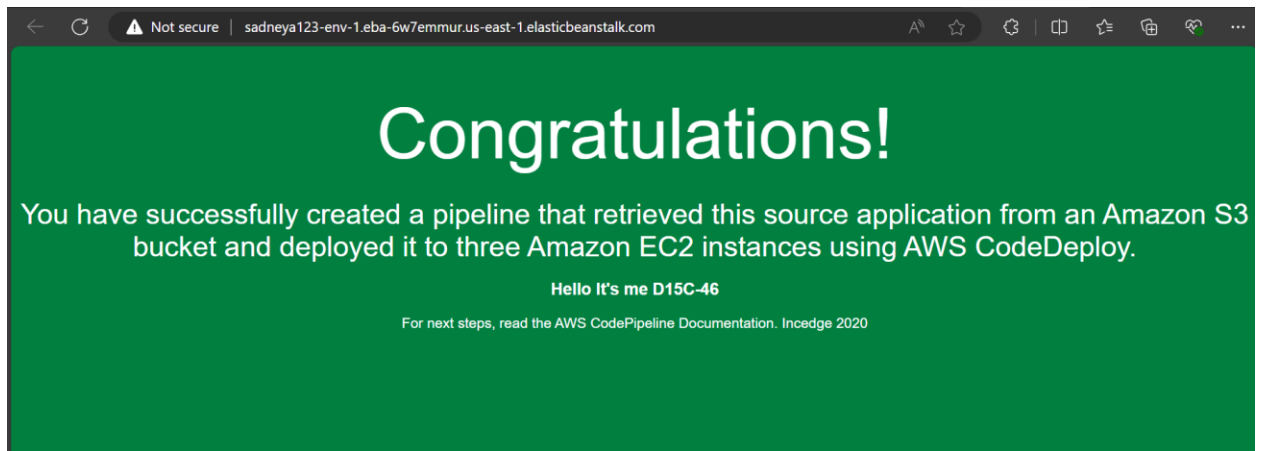 Not secure | sadneya123-env-1.eba-6w7emmur.us-east-1.elasticbeanstalk.com
Congratulations!
You have successfully created a pipeline that retrieved this source application from an Amazon S3
bucket and deployed it to three Amazon EC2 instances using AWS CodeDeploy.
Hello It's me D15C-46
For next steps, read the AWS CodePipeline Documentation. Incedge 2020